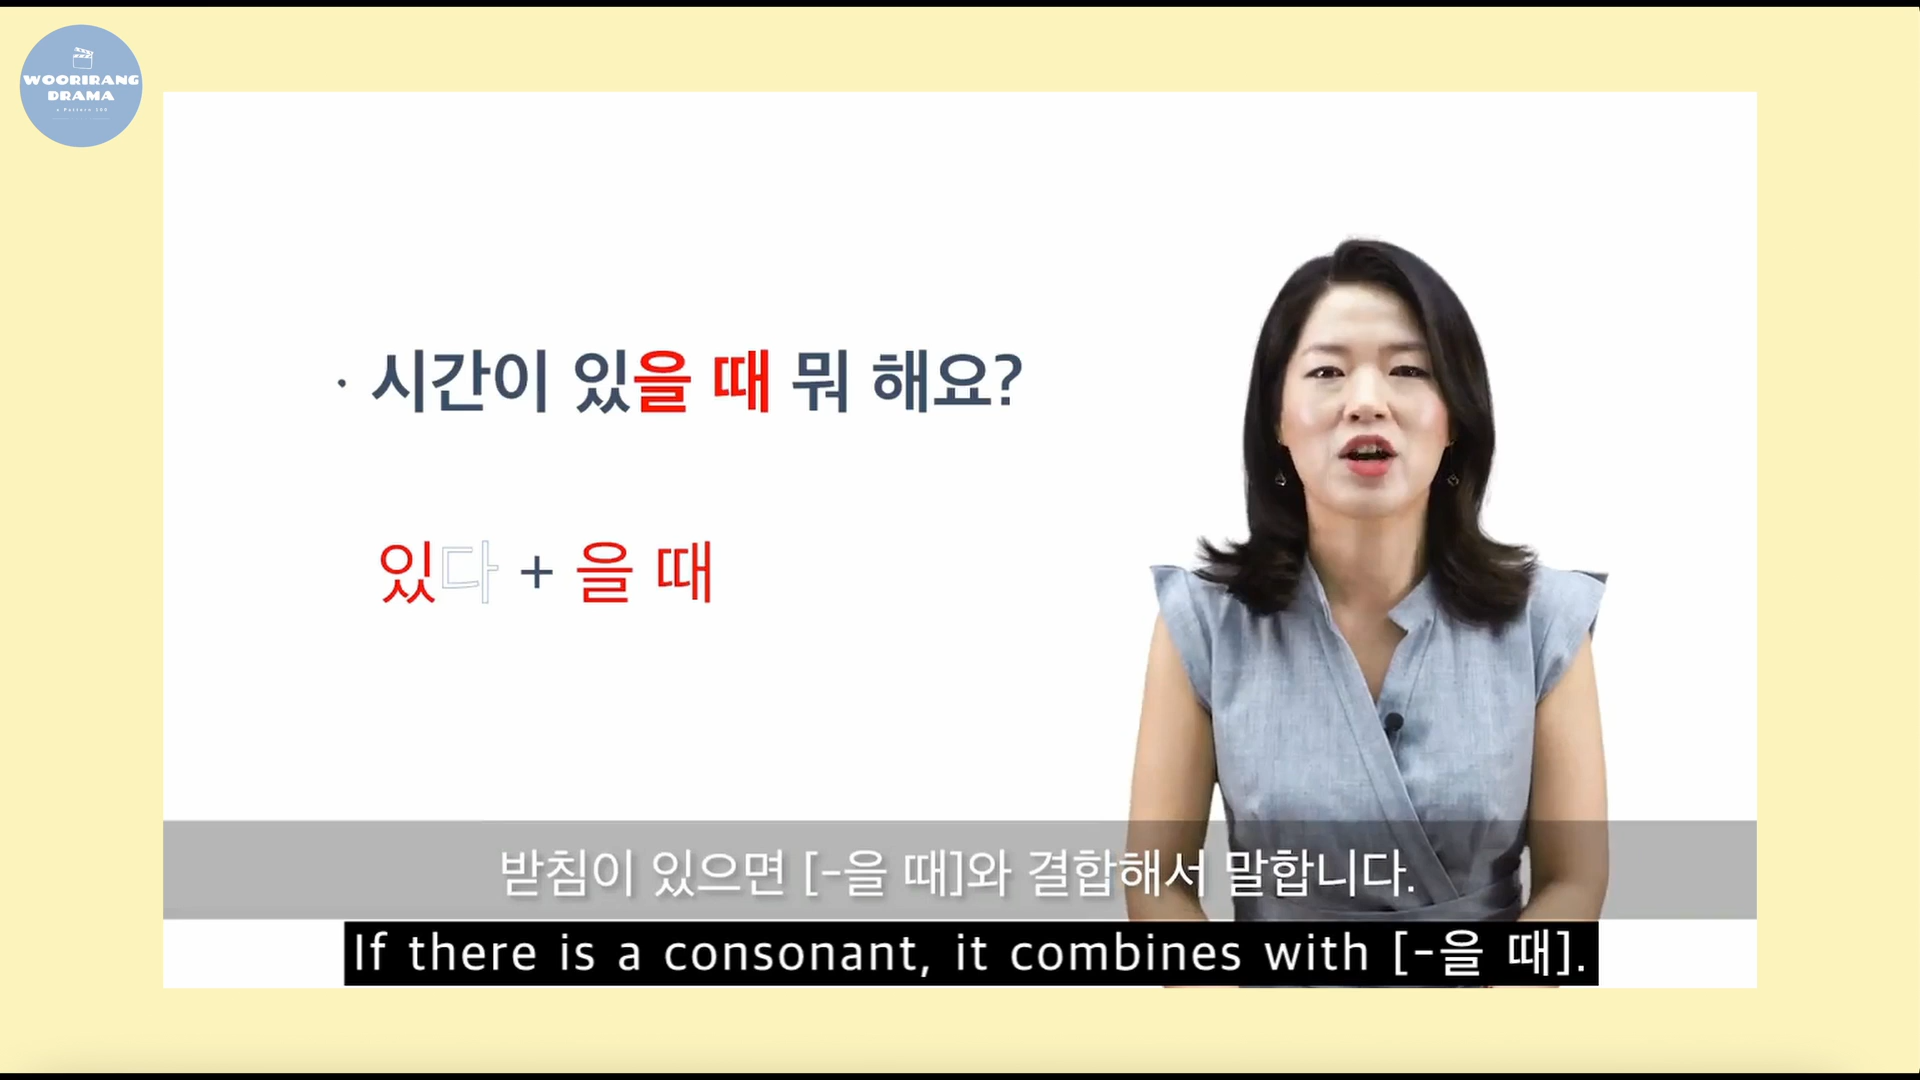 WOORIRANG
DRAMA
· 시간이 있을 때 뭐 해요?
있다 + 을 때
받침이 있으면 [-을 때]와 결합해서 말합니다.
If there is a consonant, it combines with [-을 때].